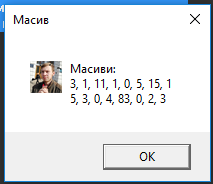 Масив
Масиви:
3, 1, 11, 1, 0, 5, 15, 1
5, 3, 0, 4, 83, 0, 2, 3
OK